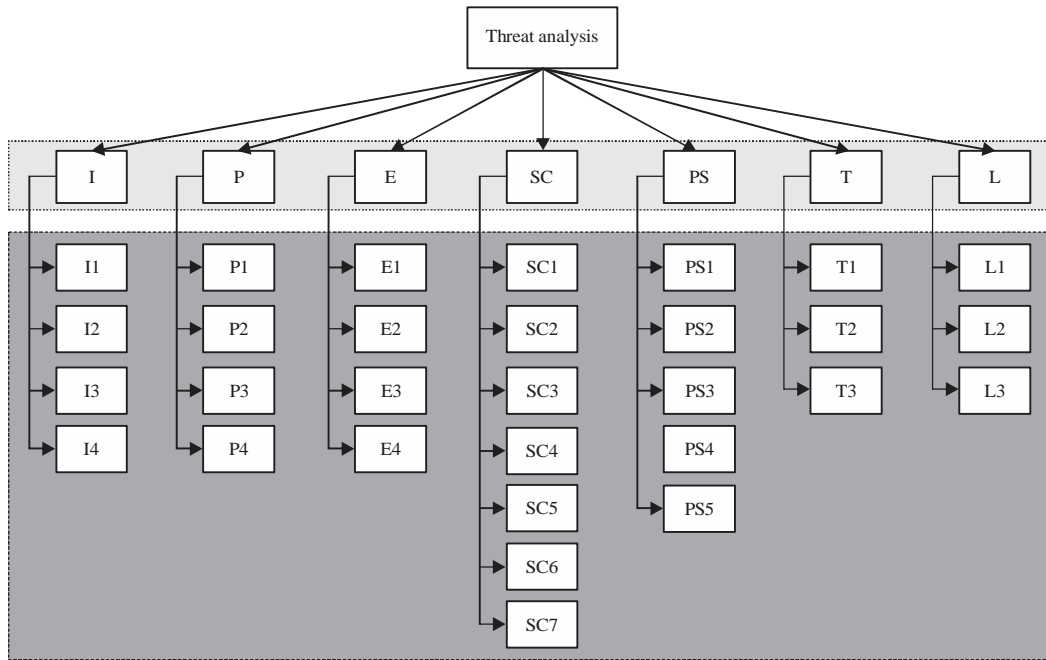 Threat analysis
I P E SC PS T L
I1 P1 E1 SC1 PS1 T1 L1
I2 P2 E2 SC2 PS2 T2 L2
I3 P3 E3 SC3 PS3 T3 L3
I4 P4 E4 SC4 PS4
SC5 PS5
SC6
SC7